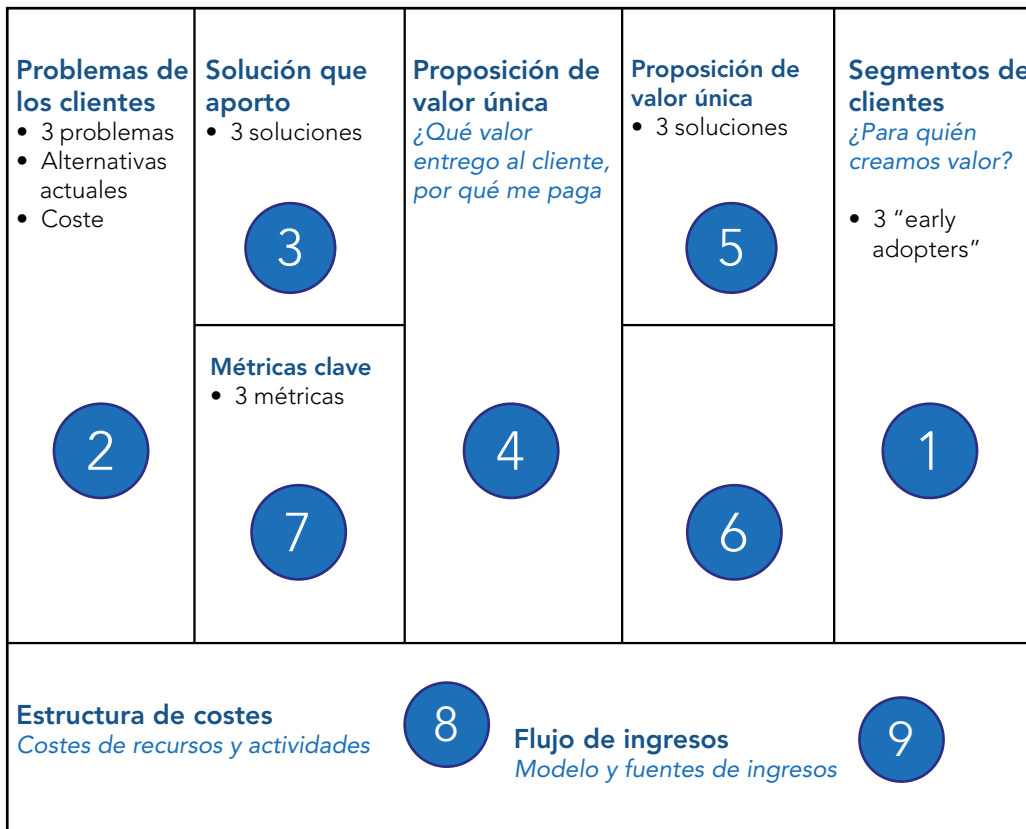 Problemas de
los clientes
• 3 problemas
• Alternativas
actuales
• Coste
2
Solución que
aporto
• 3 soluciones
3
Métricas clave
• 3 métricas
7
Proposición de
valor única
¿Qué valor
entrego al cliente,
por qué me paga
4
Proposición de
valor única
• 3 soluciones
5
6
Segmentos de
clientes
¿Para quién
creamos valor?
• 3 “early
adopters”
1
Estructura de costes
Costes de recursos y actividades
8
Flujo de ingresos
Modelo y fuentes de ingresos
9